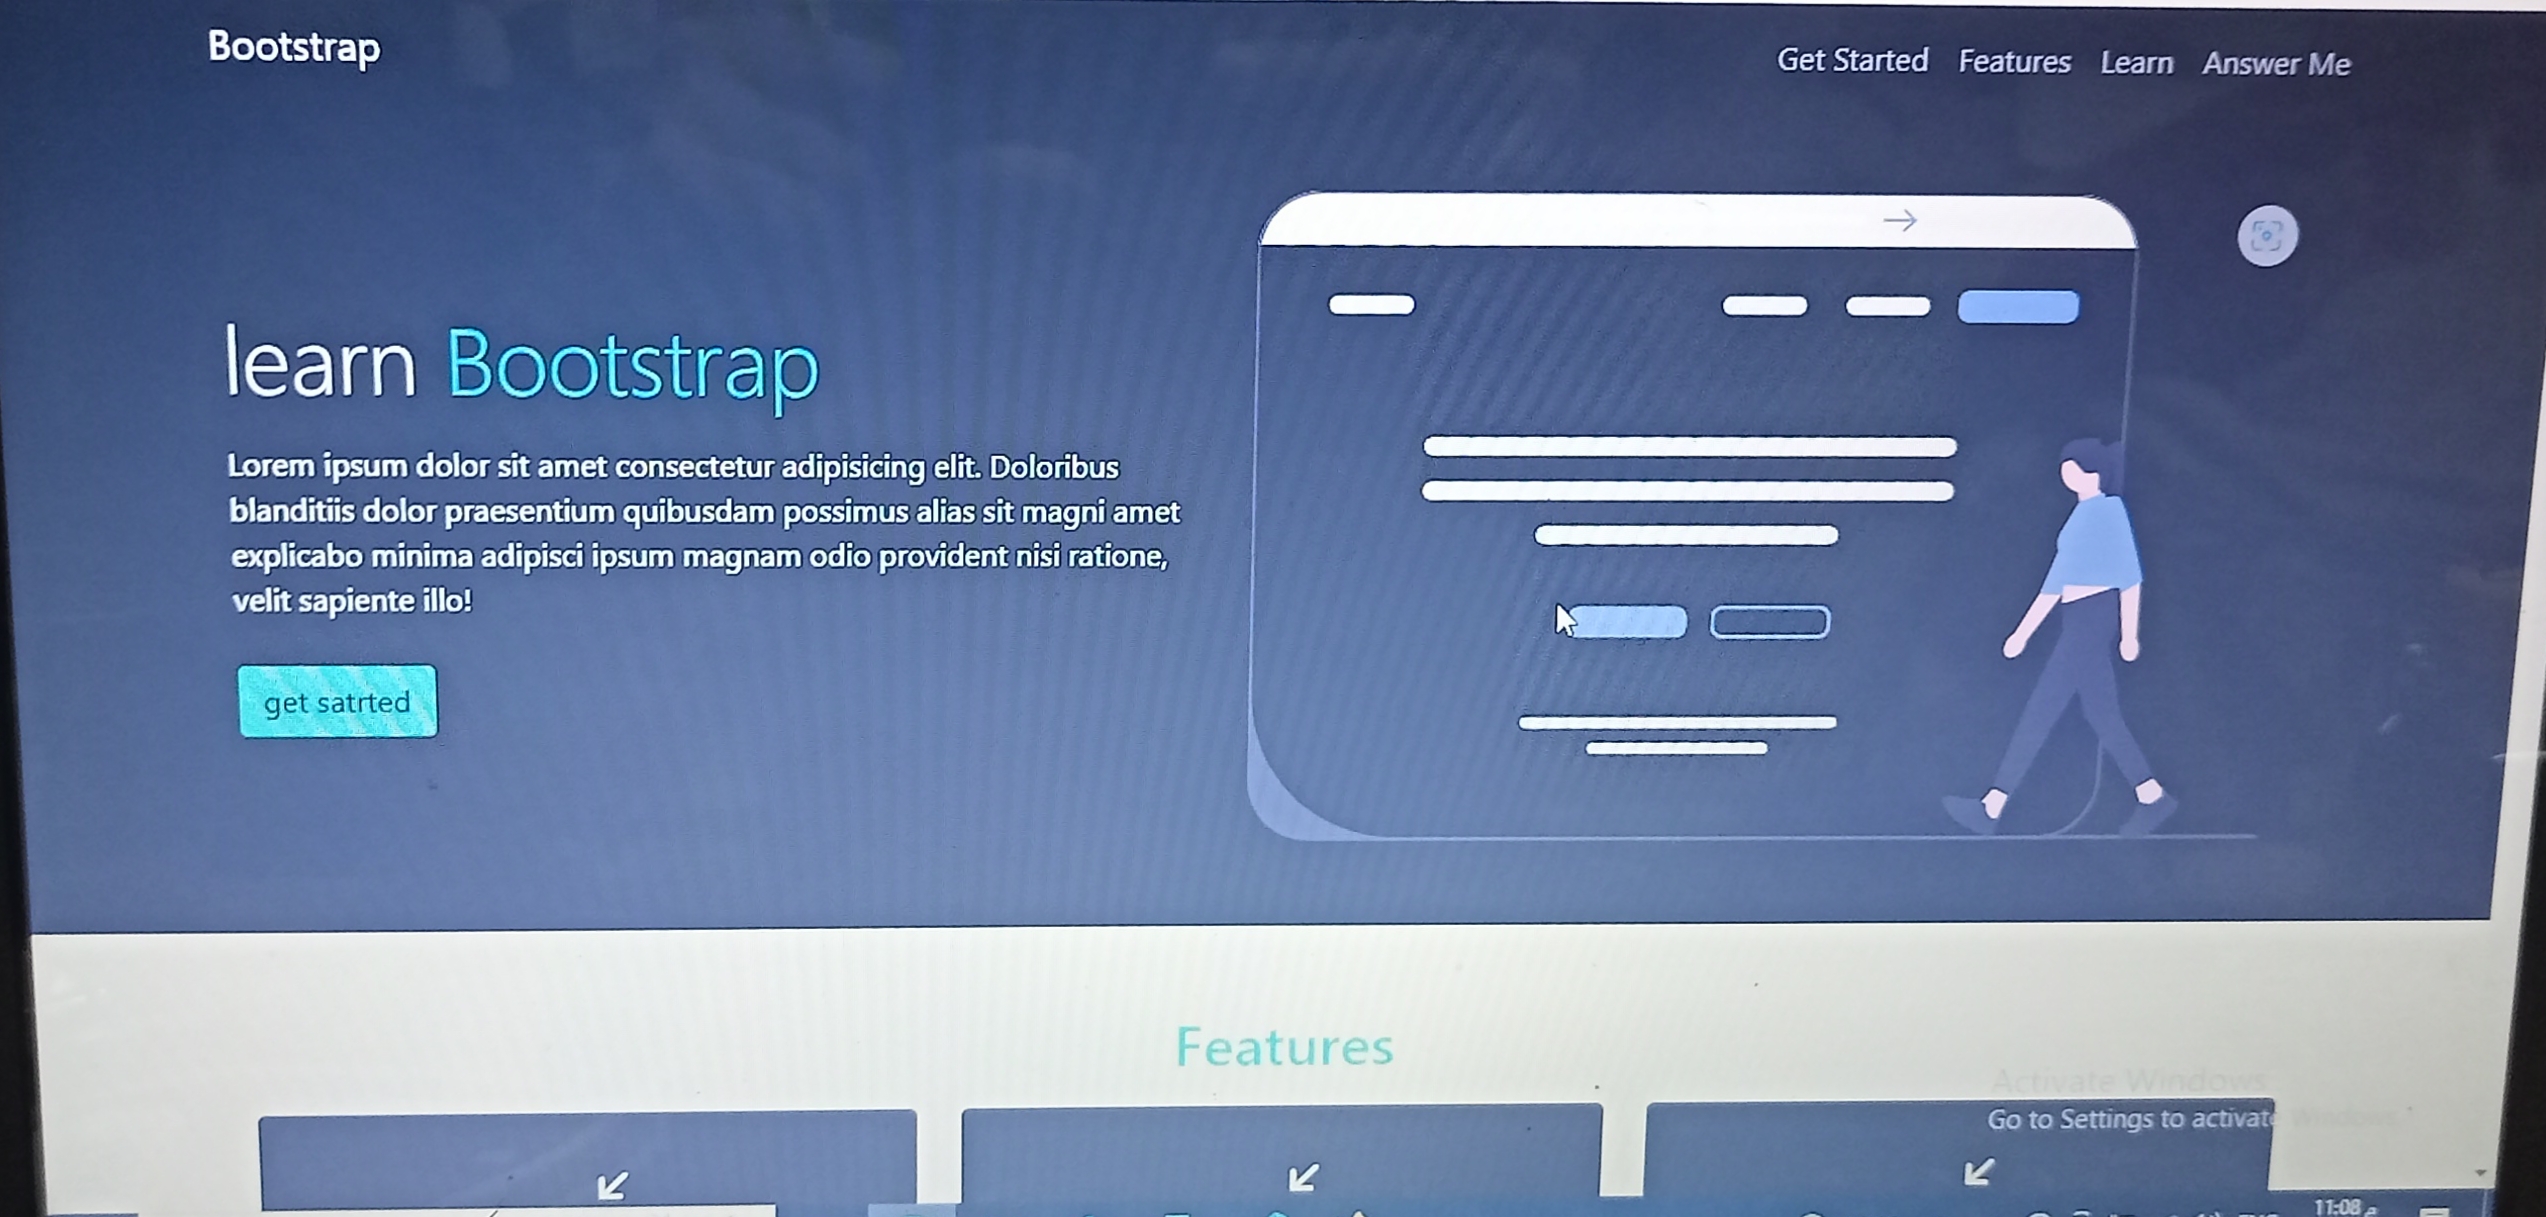 Bootstrap
Get Started Features Learn Answer Me
learn Bootstrap
Lorem ipsum dolor sit amet consectetur adipisicing elit. Doloribus
blanditiis dolor praesentium quibusdam possimus alias sit magni amet
explicabo minima adipisci ipsum magnam odio provident nisi ratione,
velit sapiente illo!
get satrted
Features
Activate Windows
Go to Settings to activate Windows.
11:08 م